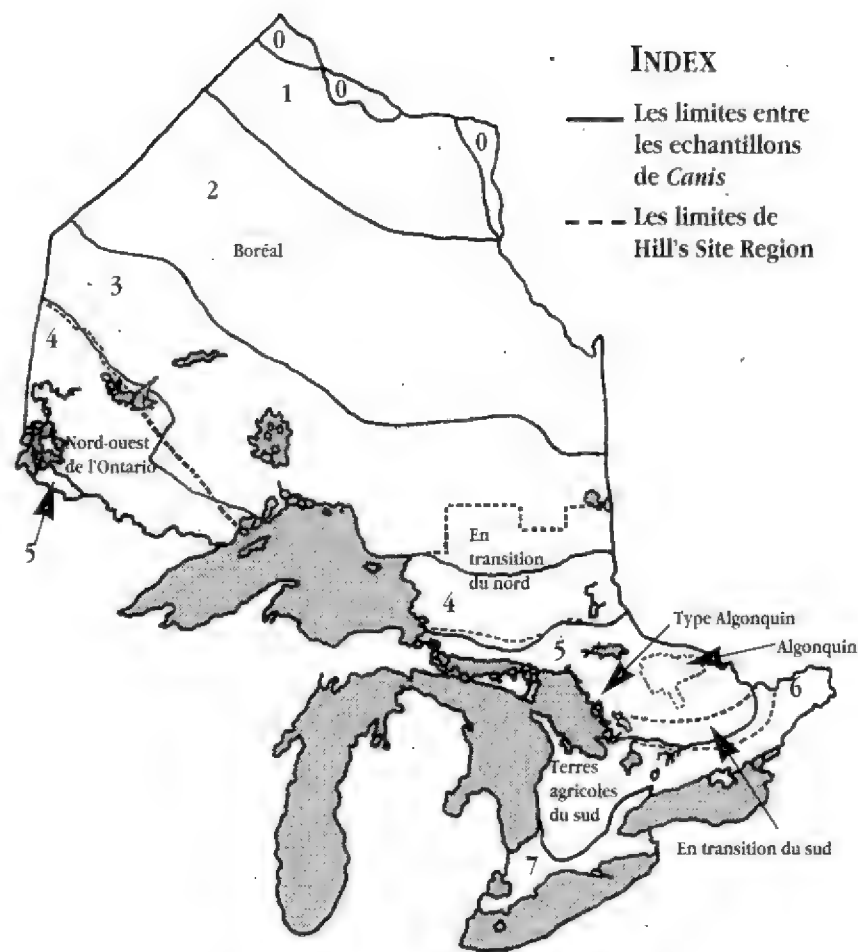 INDEX
Les limites entre
les echantillons
de Canis
Les limites de
Hill's Site Region
0
0
0
1
2
Boréal
3
4
Nord-ouest
de l'Ontario
5
En
transition
du nord
4
Type Algonquin
Algonquin
5
6
Terres
agricoles
du sud
En transition du sud
7